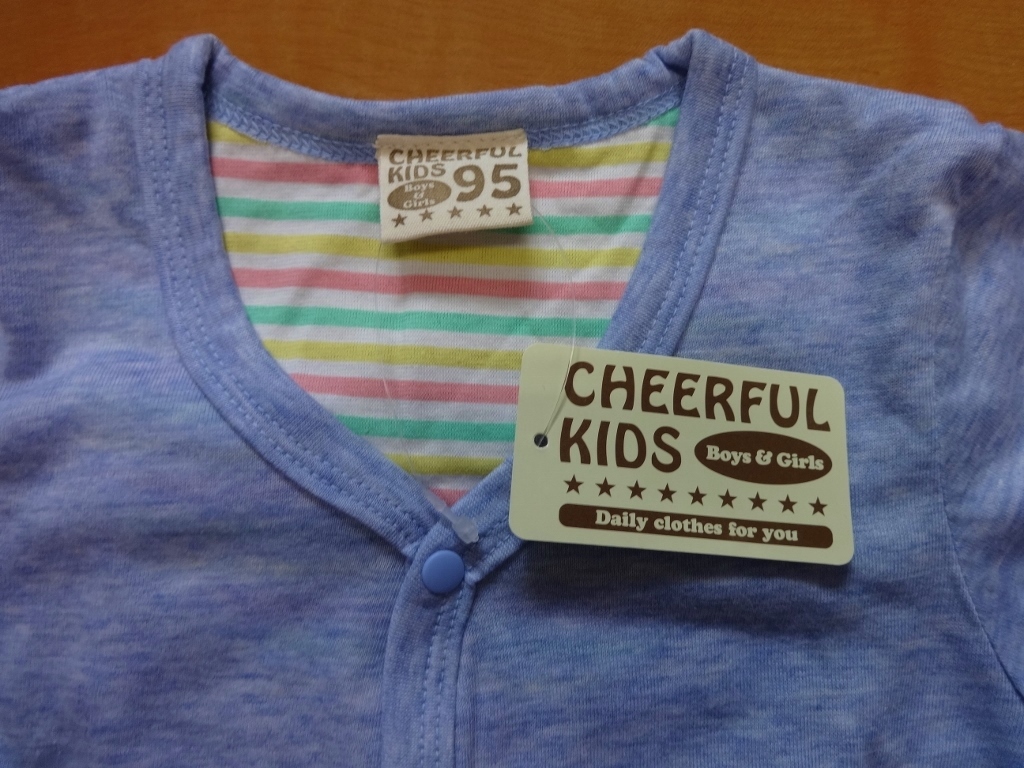 CHEERFUL
KIDS
Boys
&
Girls
95
CHEERFUL
KIDS
Boys & Girls
Daily clothes for you